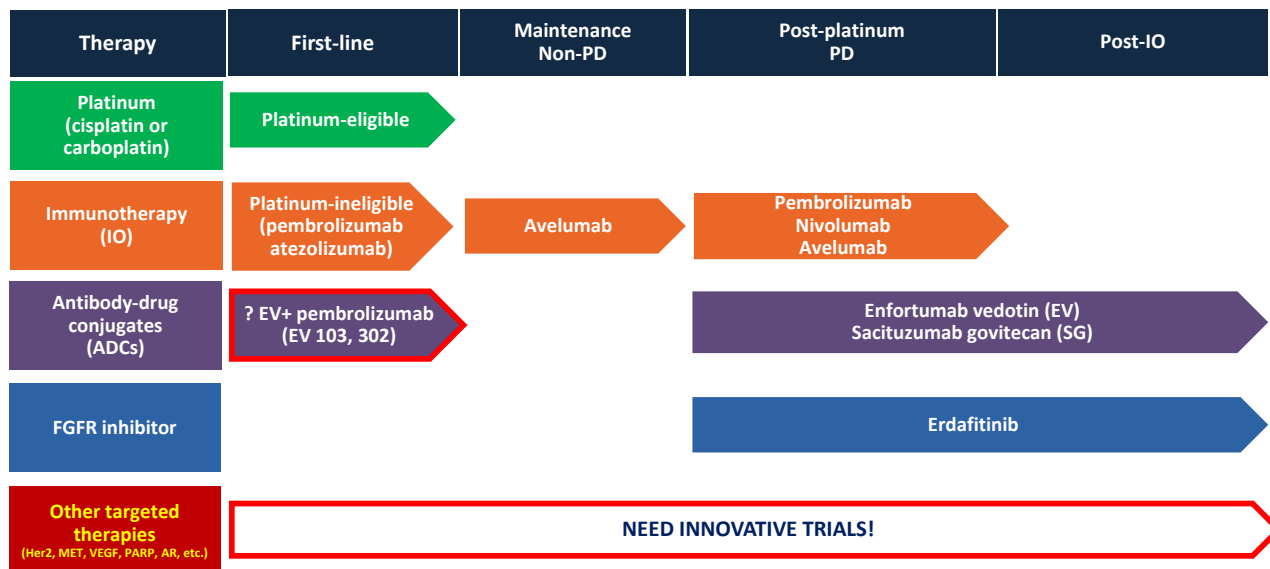 Therapy
First-line
Maintenance
Non-PD
Post-platinum
PD
Post-IO
Platinum
(cisplatin or
carboplatin)
Platinum-eligible
Immunotherapy
(IO)
Platinum-ineligible
(pembrolizumab
atezolizumab)
Avelumab
Pembrolizumab
Nivolumab
Avelumab
Antibody-drug
conjugates
(ADCs)
? EV+ pembrolizumab
(EV 103, 302)
Enfortumab vedotin (EV)
Sacituzumab govitecan (SG)
FGFR inhibitor
Erdafitinib
Other targeted
therapies
(Her2, MET, VEGF, PARP, AR, etc.)
NEED INNOVATIVE TRIALS!